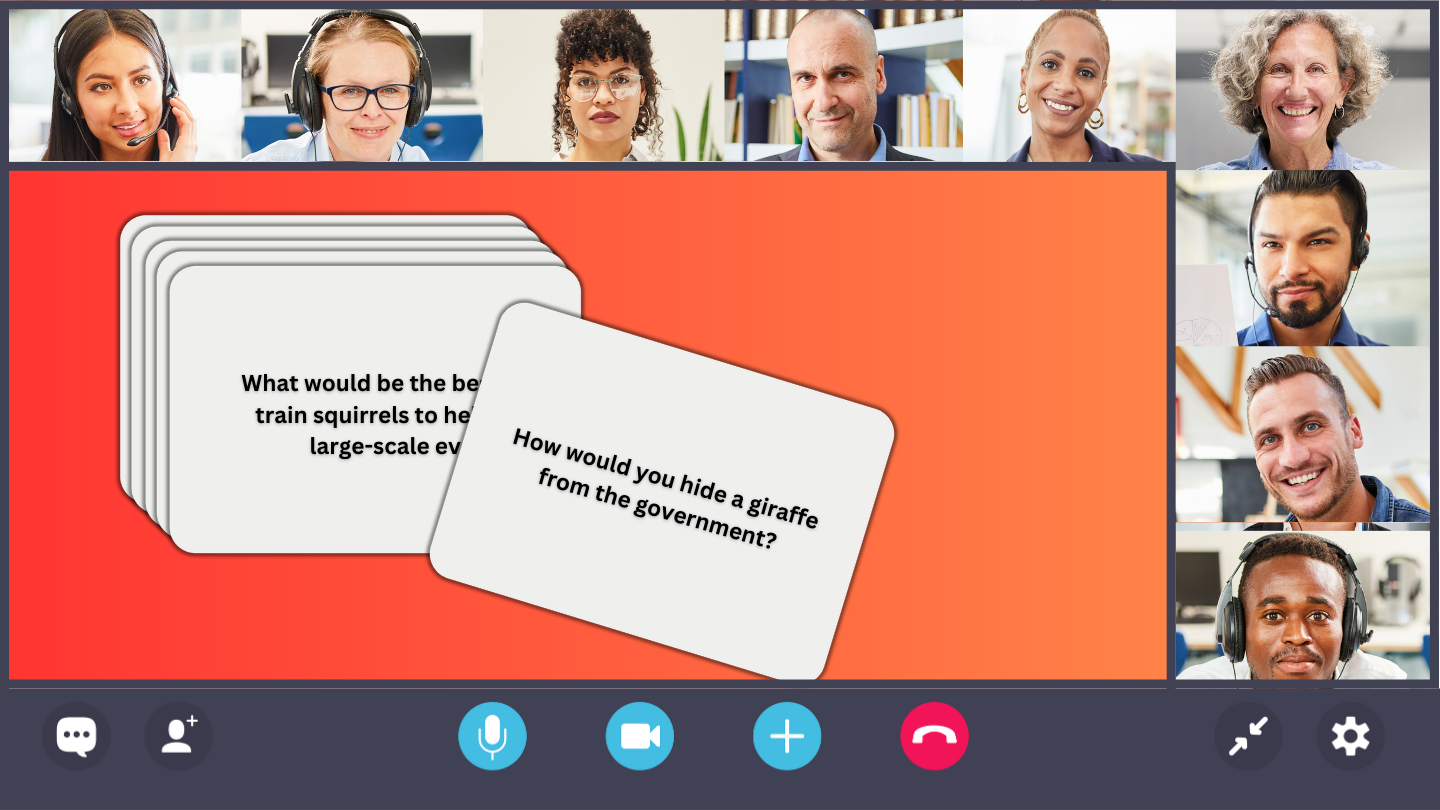 What would be the
train squirrels to
large-scale
How would you hide a giraffe
from the government?